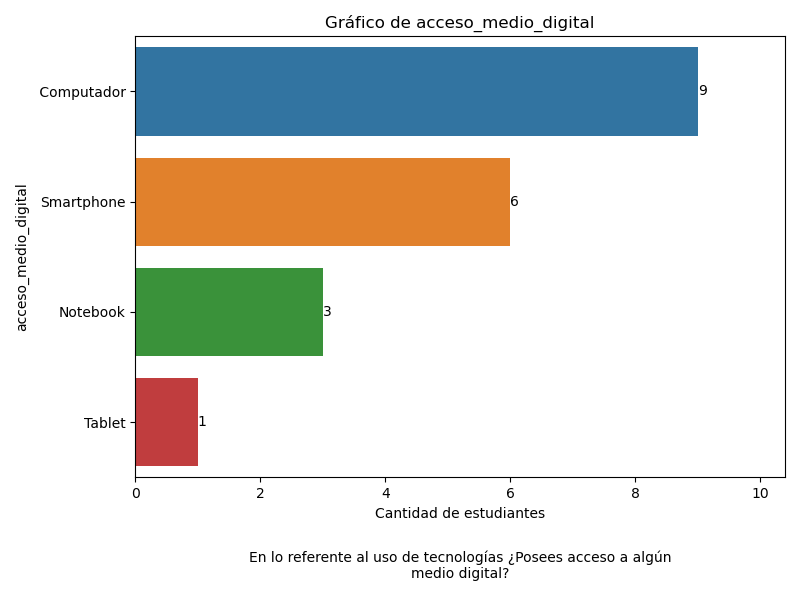 Gráfico de acceso_medio_digital
acceso_medio_digital
Computador
9
Smartphone
6
Notebook
3
Tablet
1
0 2 4 6 8 10
Cantidad de estudiantes
En lo referente al uso de tecnologías ¿Posees acceso a algún
medio digital?